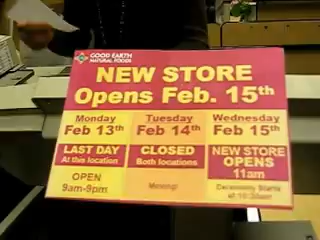 GOOD EARTH
NATURAL FOODS
NEW STORE
Opens Feb. 15th
Monday
Feb 13th
LAST DAY
At this location
OPEN
9am-9pm
Tuesday
Feb 14th
CLOSED
Both locations
Moving!
Wednesday
Feb 15th
NEW STORE
OPENS
11am
Ceremony Starts
at 10:30am